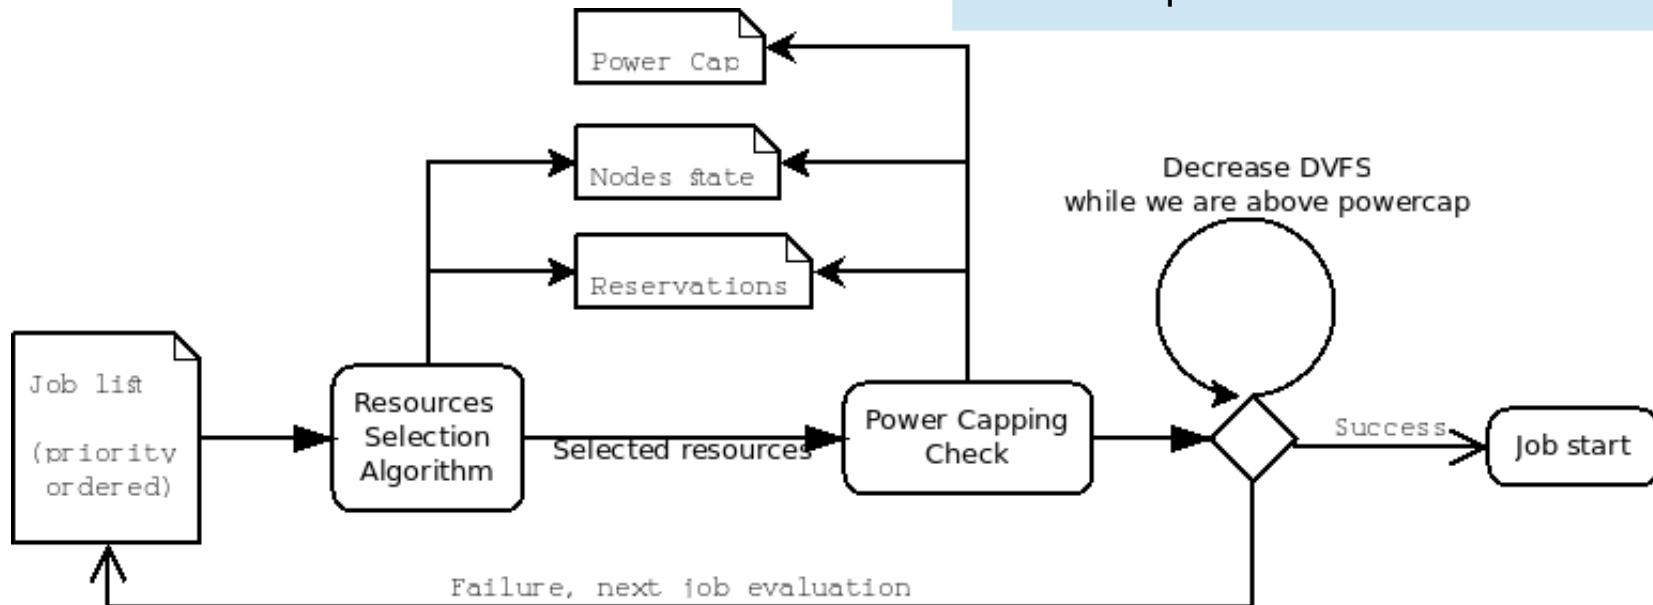 Power Cap
Nodes state
Reservations
Decrease DVFS
while we are above powercap
Job list
(priority
ordered)
Resources
Selection
Algorithm
Selected resources
Power Capping
Check
Success
Job start
Failure, next job evaluation